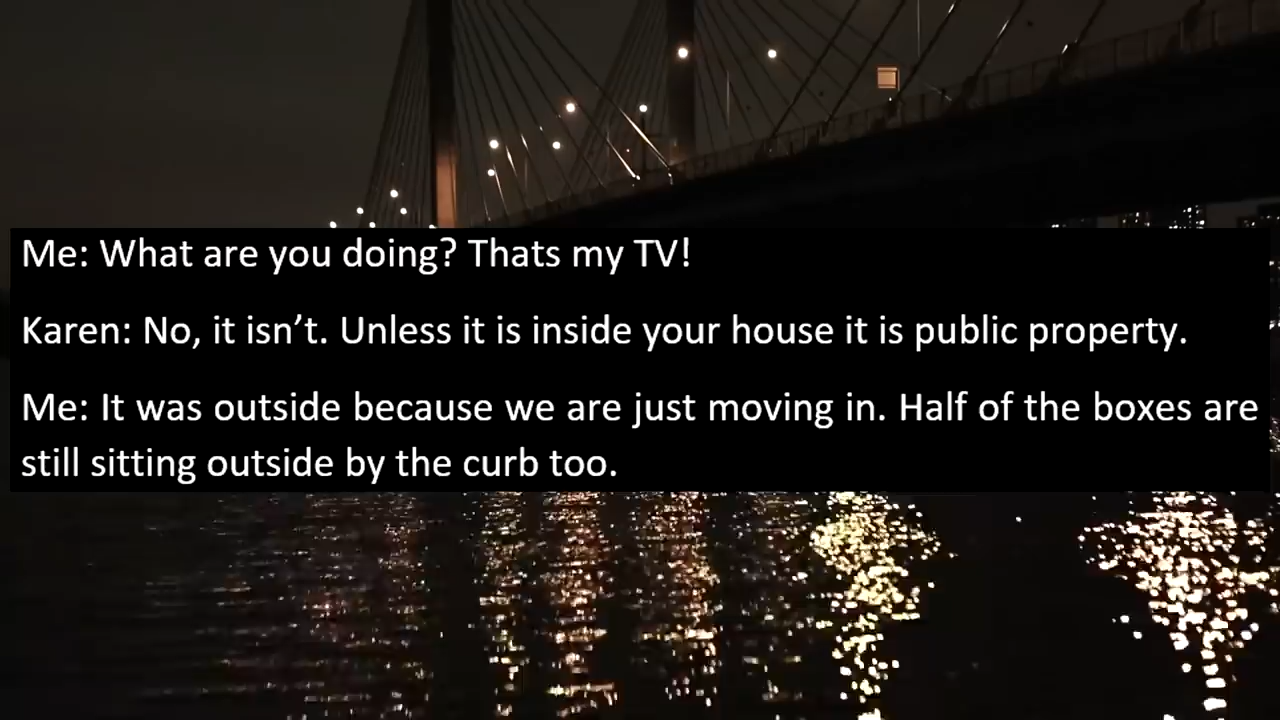 Me: What are you doing? Thats my TV!
Karen: No, it isn’t. Unless it is inside your house it is public property.
Me: It was outside because we are just moving in. Half of the boxes are
still sitting outside by the curb too.